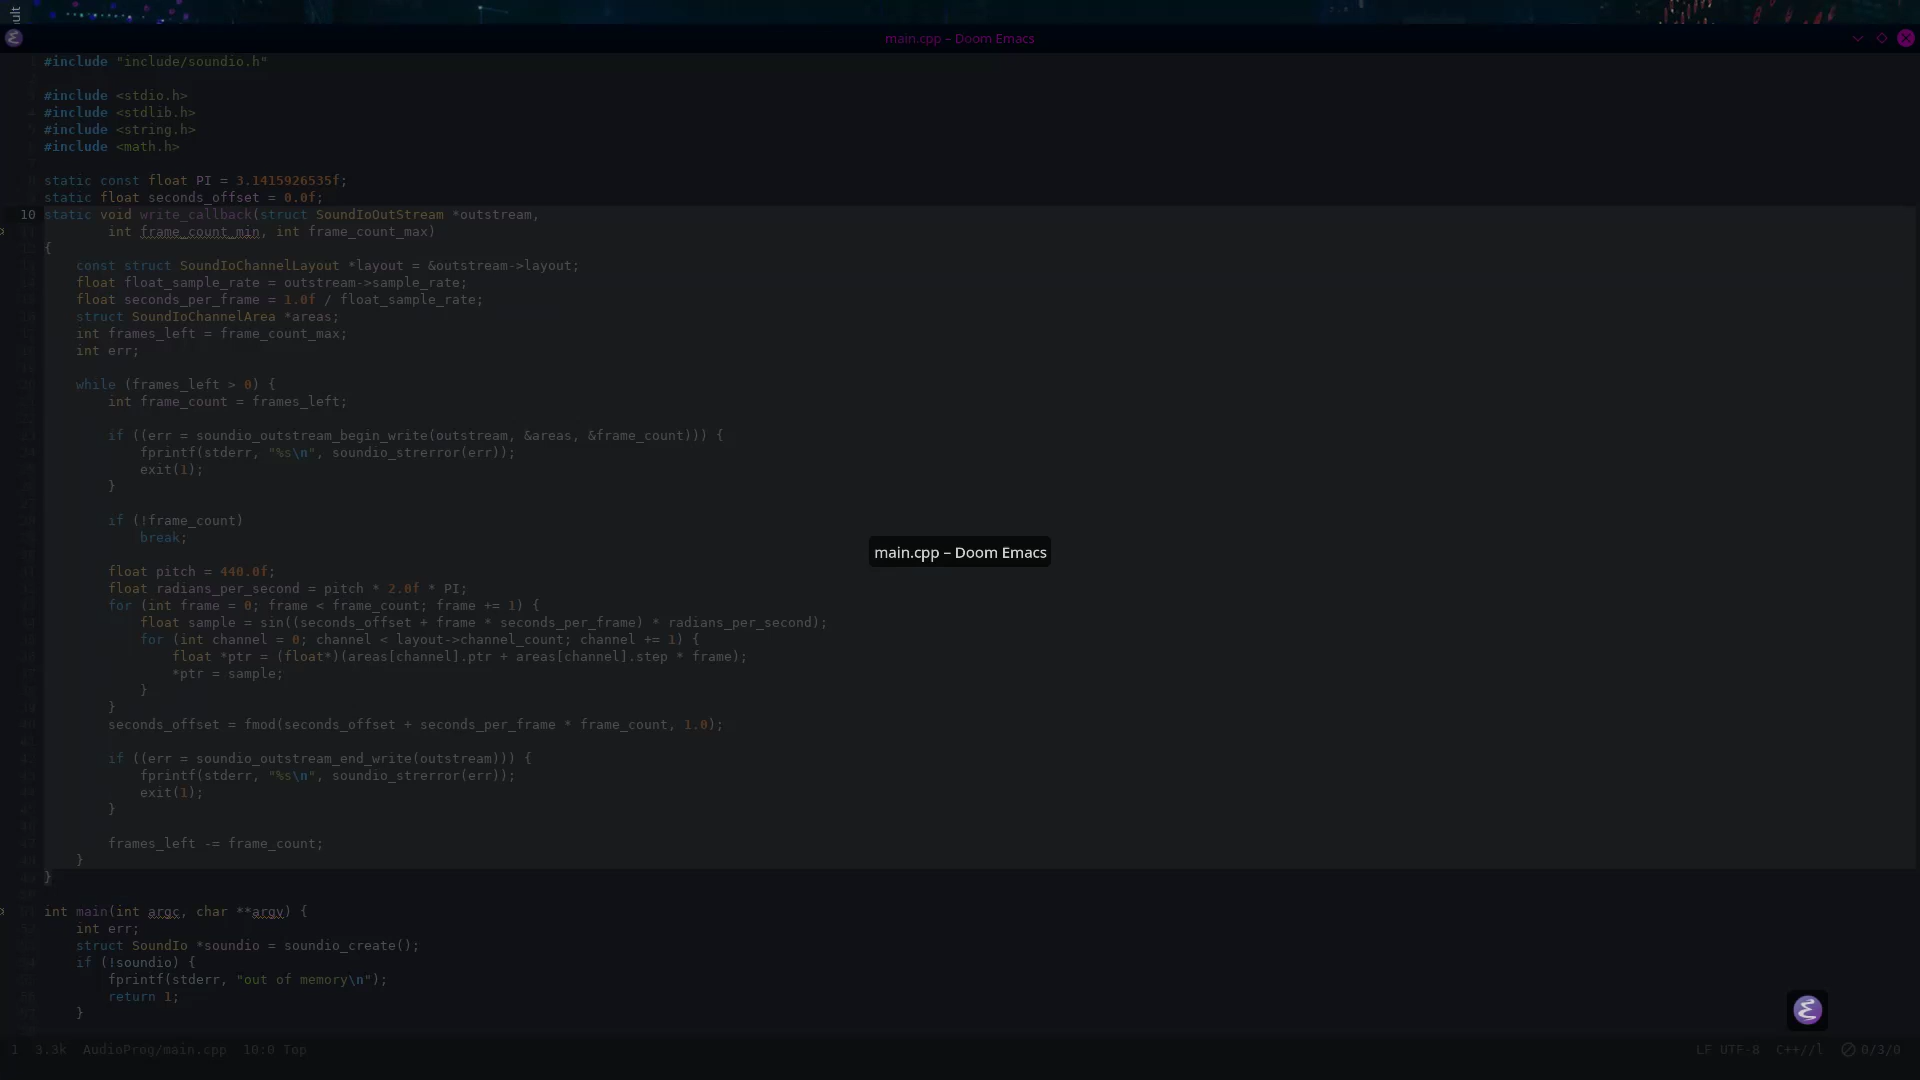 ult
main.cpp – Doom Emacs
#include "include/soundio.h"
#include <stdio.h>
#include <stdlib.h>
#include <string.h>
#include <math.h>
static const float PI = 3.1415926535f;
static float seconds_offset = 0.0f;
10 static void write_callback(struct SoundIoOutStream *outstream,
        int frame_count_min, int frame_count_max)
{
    const struct SoundIoChannelLayout *layout = &outstream->layout;
    float float_sample_rate = outstream->sample_rate;
    float seconds_per_frame = 1.0f / float_sample_rate;
    struct SoundIoChannelArea *areas;
    int frames_left = frame_count_max;
    int err;
    while (frames_left > 0) {
        int frame_count = frames_left;
        if ((err = soundio_outstream_begin_write(outstream, &areas, &frame_count))) {
            fprintf(stderr, "%s\n", soundio_strerror(err));
            exit(1);
        }
        if (!frame_count)
            break;
main.cpp – Doom Emacs
        float pitch = 440.0f;
        float radians_per_second = pitch * 2.0f * PI;
        for (int frame = 0; frame < frame_count; frame += 1) {
            float sample = sin((seconds_offset + frame * seconds_per_frame) * radians_per_second);
            for (int channel = 0; channel < layout->channel_count; channel += 1) {
                float *ptr = (float*)(areas[channel].ptr + areas[channel].step * frame);
                *ptr = sample;
            }
        }
        seconds_offset = fmod(seconds_offset + seconds_per_frame * frame_count, 1.0);
        if ((err = soundio_outstream_end_write(outstream))) {
            fprintf(stderr, "%s\n", soundio_strerror(err));
            exit(1);
        }
        frames_left -= frame_count;
    }
}
int main(int argc, char **argv) {
    int err;
    struct SoundIo *soundio = soundio_create();
    if (!soundio) {
        fprintf(stderr, "out of memory\n");
        return 1;
    }
1 3.3k AudioProg/main.cpp 10:0 Top LF UTF-8 C++//l 0/3/0